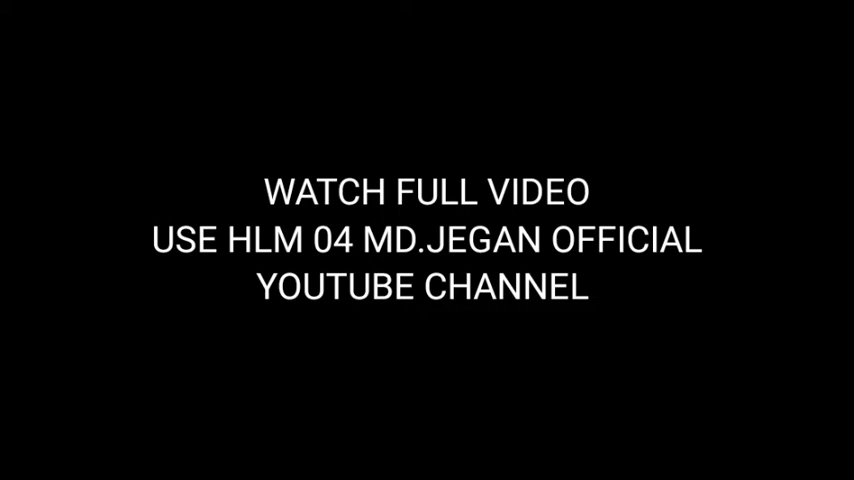 WATCH FULL VIDEO
USE HLM 04 MD.JEGAN OFFICIAL
YOUTUBE CHANNEL